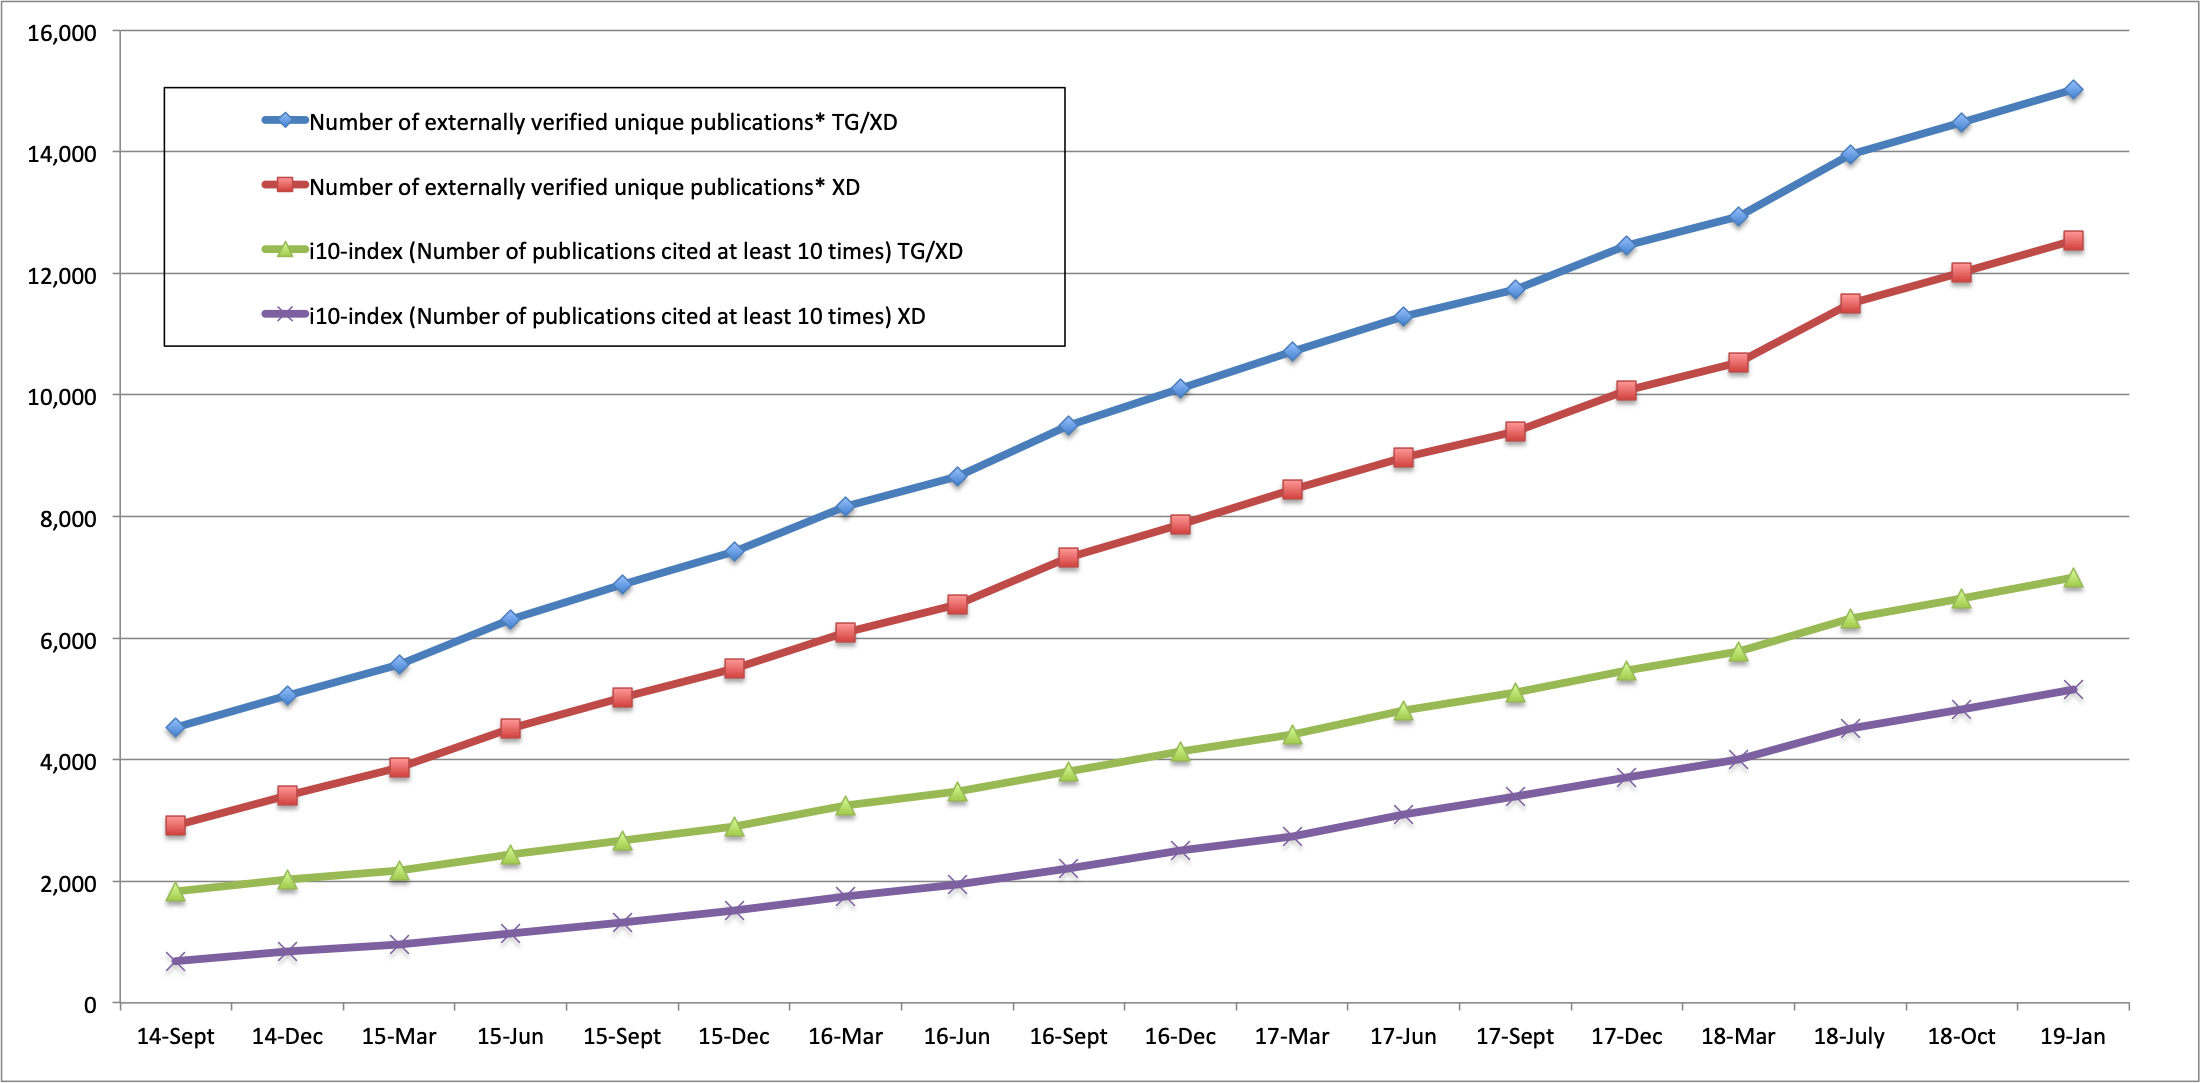 16,000
14,000
12,000
10,000
8,000
6,000
4,000
2,000
0
Number of externally verified unique publications* TG/XD
Number of externally verified unique publications* XD
i10-index (Number of publications cited at least 10 times) TG/XD
i10-index (Number of publications cited at least 10 times) XD
14-Sept 14-Dec 15-Mar 15-Jun 15-Sept 15-Dec 16-Mar 16-Jun 16-Sept 16-Dec 17-Mar 17-Jun 17-Sept 17-Dec 18-Mar 18-July 18-Oct 19-Jan